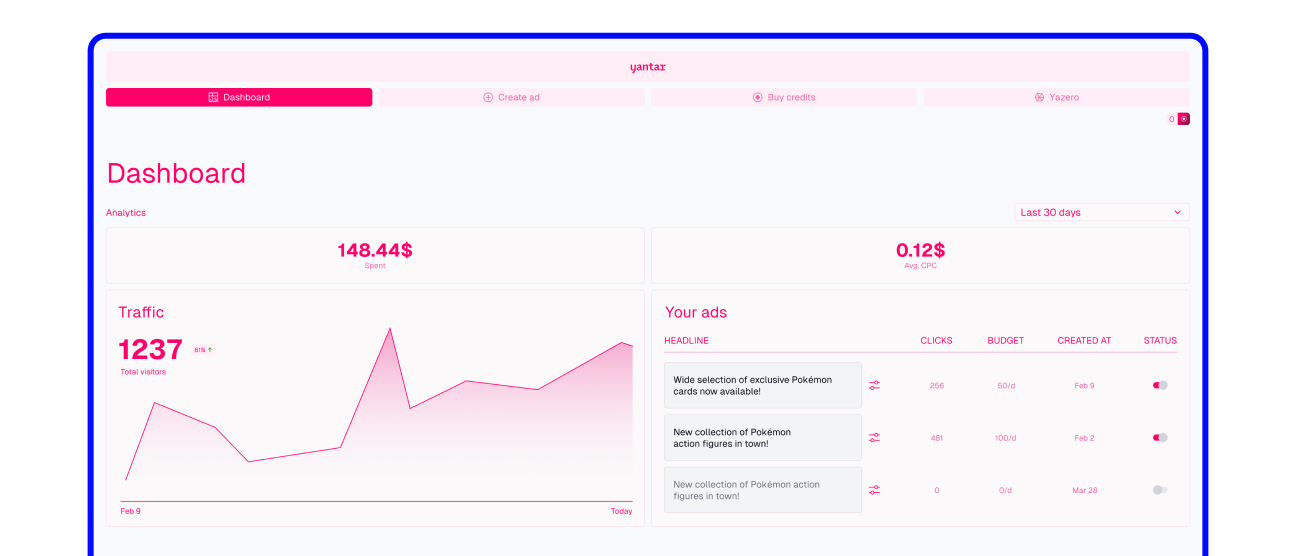 yantar
Dashboard
Create ad
Buy credits
Yazero
0
Dashboard
Analytics
Last 30 days
148.44$
Spent
0.12$
Avg. CPC
Traffic
1237
61% ↑
Total visitors
Feb 9
Today
Your ads
HEADLINE CLICKS BUDGET CREATED AT STATUS
Wide selection of exclusive Pokémon
cards now available!
256 50/d Feb 9
New collection of Pokémon
action figures in town!
481 100/d Feb 2
New collection of Pokémon action
figures in town!
0 0/d Mar 28